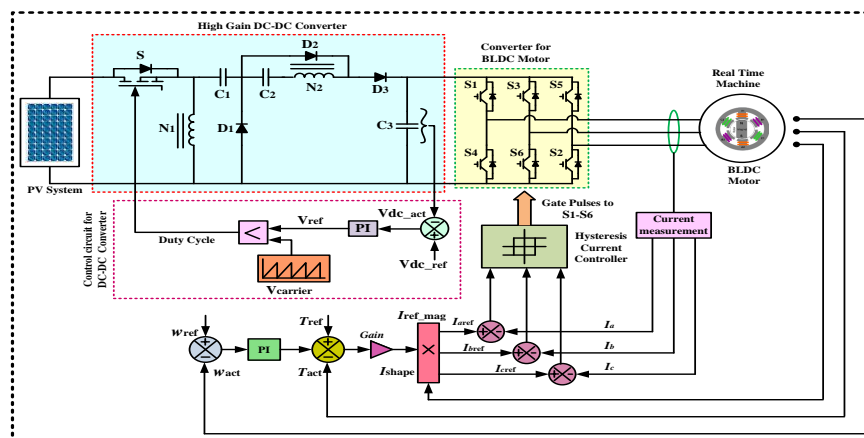 High Gain DC-DC Converter
S
D2
C1
C2
N2
D3
N1
D1
C3
PV System
Converter for
BLDC Motor
S1
S3
S5
S4
S6
S2
Real Time
Machine
BLDC
Motor
Control circuit for
DC-DC Converter
Duty Cycle
<
Vref
PI
Vdc_act
Vdc_ref
Vcarrier
Gate Pulses to
S1-S6
Hysteresis
Current
Controller
Current
measurement
Wref
Wact
PI
Tref
Tact
Gain
Iref_mag
X
Ishape
Iaref
Ia
Ibref
Ib
Icref
Ic